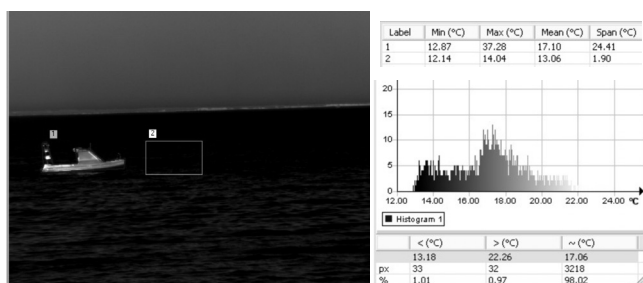 1
2
Label Min (°C) Max (°C) Mean (°C) Span (°C)
1 12.87 37.28 17.10 24.41
2 12.14 14.04 13.06 1.90
20
15
10
5
0
12.00 14.00 16.00 18.00 20.00 22.00 24.00 °C
Histogram 1
< (°C) > (°C) ~ (°C)
13.18 22.26 17.06
px 33 32 3218
% 1.01 0.97 98.02